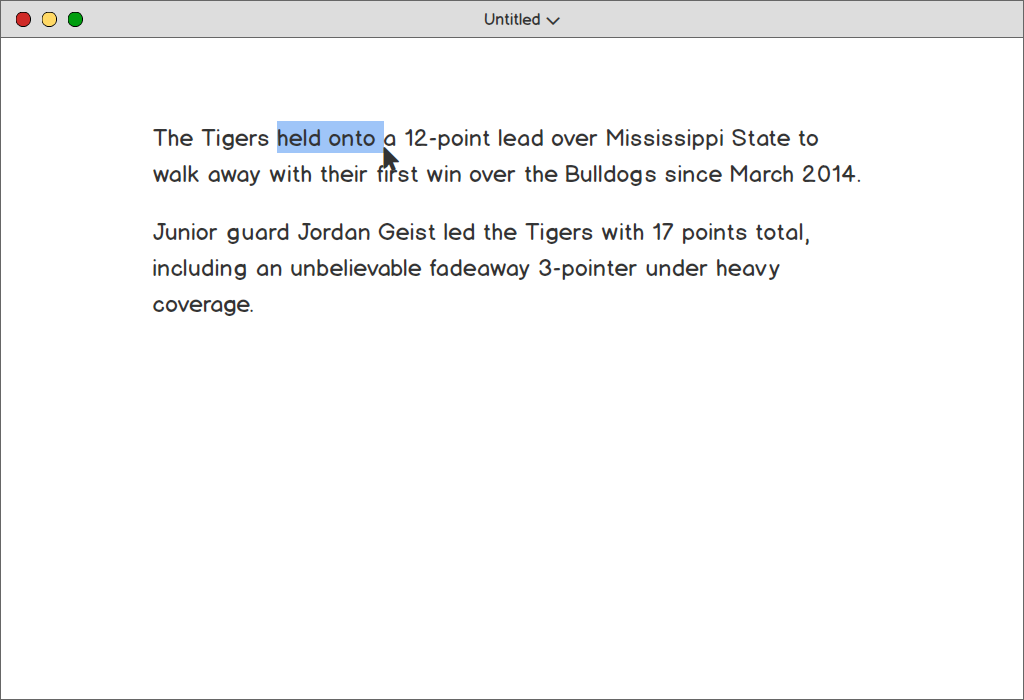 Untitled
The Tigers held onto a 12-point lead over Mississippi State to
walk away with their first win over the Bulldogs since March 2014.
Junior guard Jordan Geist led the Tigers with 17 points total,
including an unbelievable fadeaway 3-pointer under heavy
coverage.